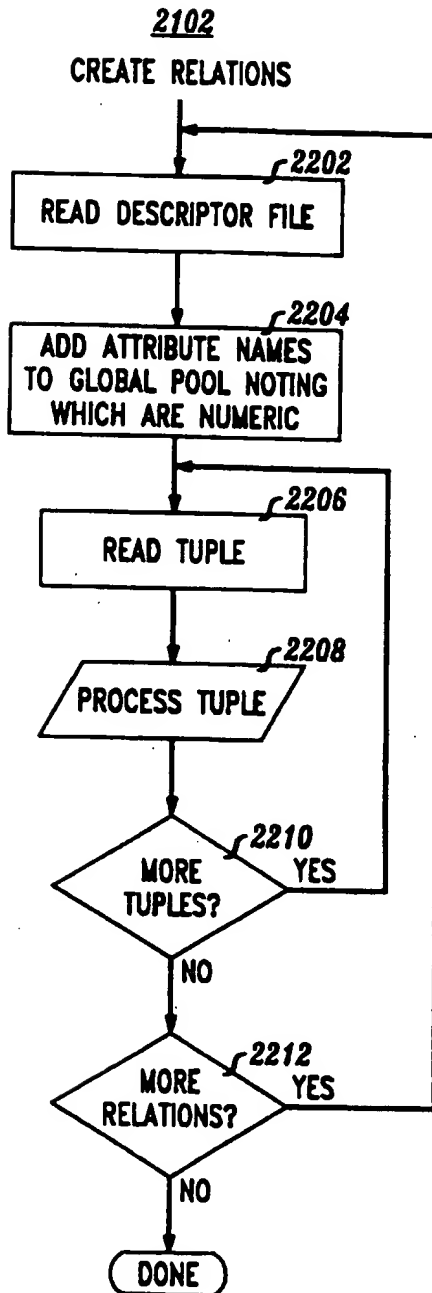 2102
CREATE RELATIONS
2202
READ DESCRIPTOR FILE
2204
ADD ATTRIBUTE NAMES
TO GLOBAL POOL NOTING
WHICH ARE NUMERIC
2206
READ TUPLE
2208
PROCESS TUPLE
2210
MORE
TUPLES?
YES
NO
2212
MORE
RELATIONS?
YES
NO
DONE